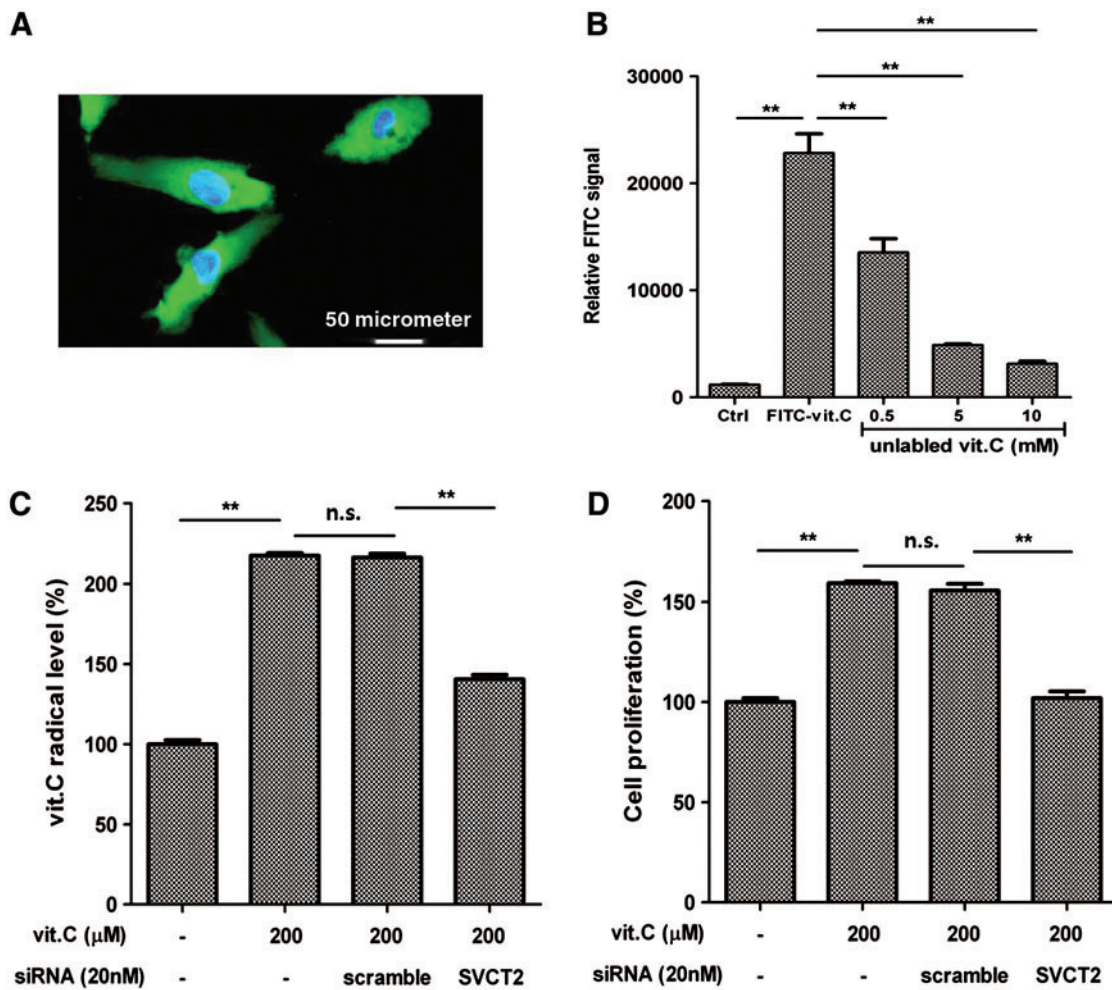 A
50 micrometer
B
Relative FITC signal
30000
20000
10000
0
** ** ** **
Ctrl FITC-vit.C 0.5 5 10
unlabled vit.C (mM)
C
vit.C radical level (%)
250
200
150
100
50
0
** n.s. **
vit.C (µM) - 200 200 200
siRNA (20nM) - - scramble SVCT2
D
Cell proliferation (%)
200
150
100
50
0
** n.s. **
vit.C (µM) - 200 200 200
siRNA (20nM) - - scramble SVCT2